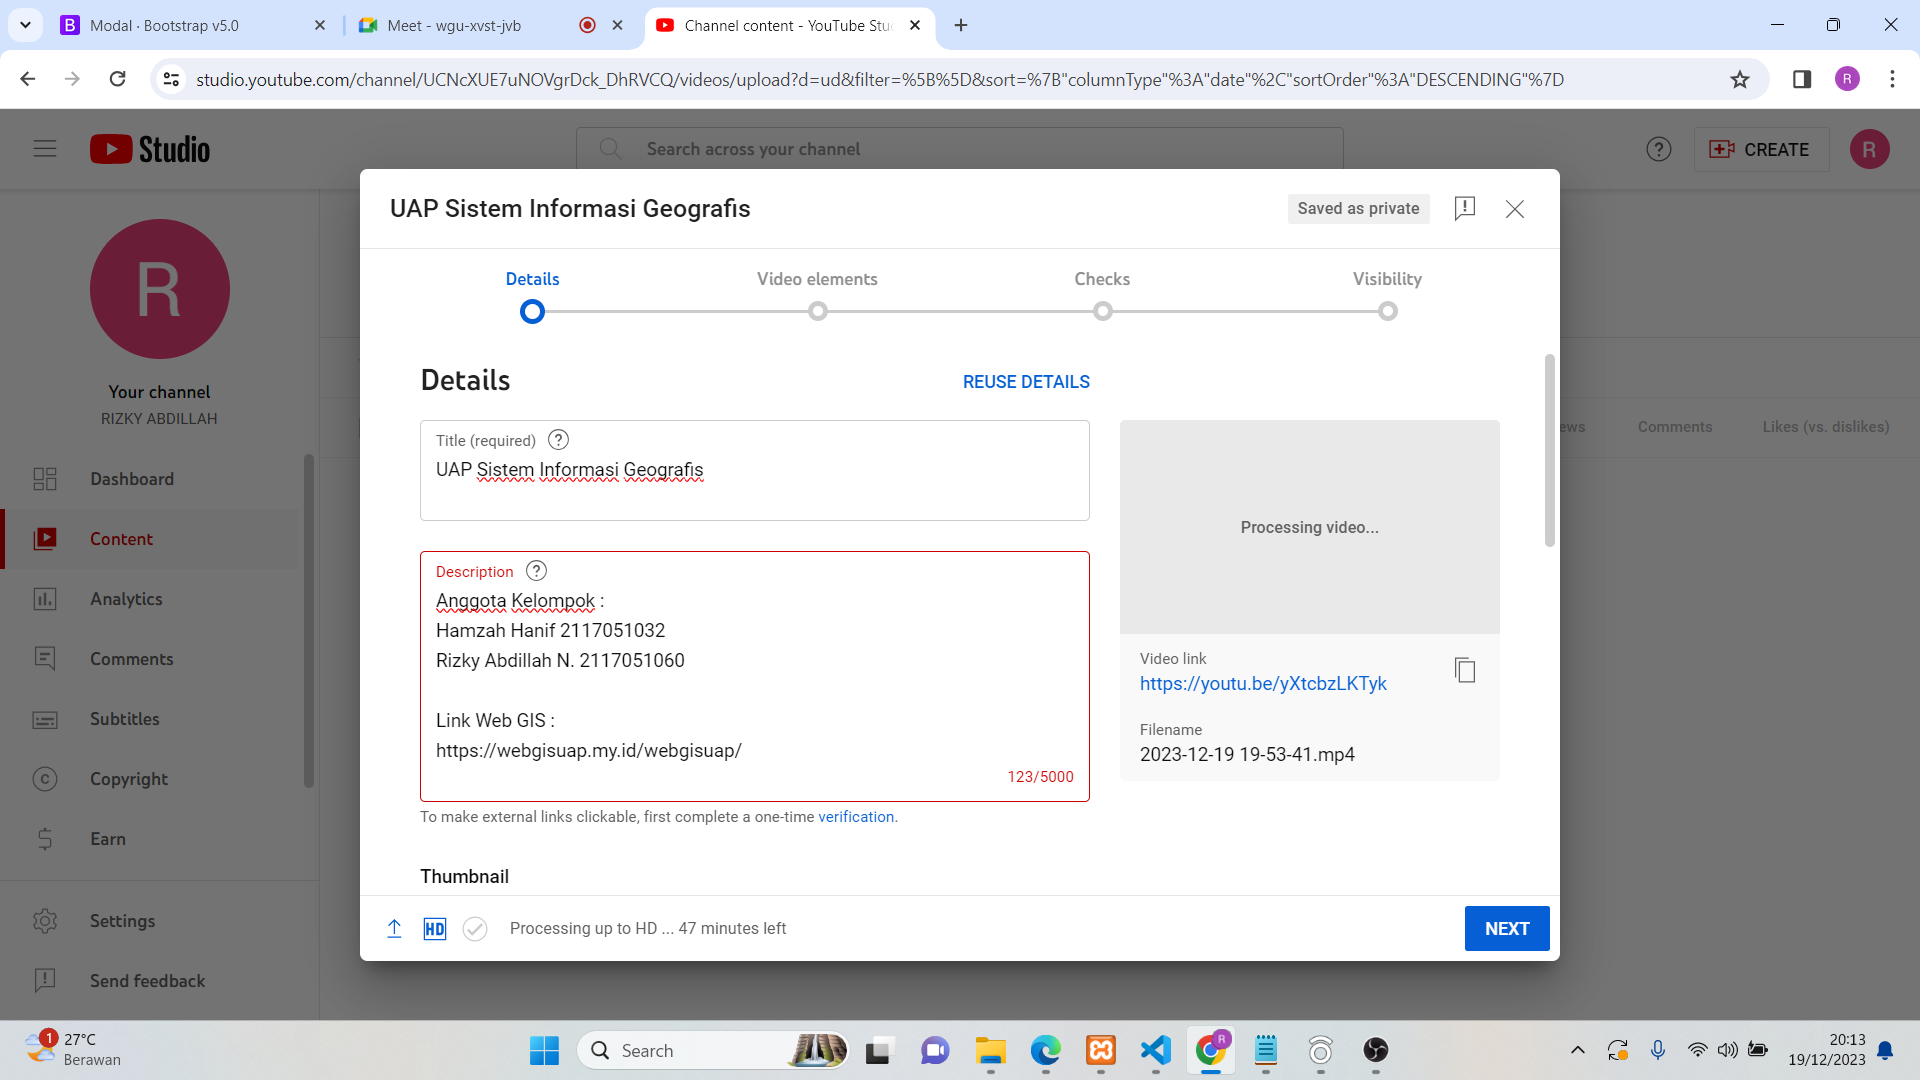 Modal · Bootstrap v5.0
Meet - wgu-xvst-jvb
Channel content - YouTube Stu
studio.youtube.com/channel/UCNcXUE7uNOVgrDck_DhRVCQ/videos/upload?d=ud&filter=%5B%5D&sort=%7B"columnType"%3A"date"%2C"sortOrder"%3A"DESCENDING"%7D
R
Studio
Search across your channel
CREATE
R
R
Your channel
RIZKY ABDILLAH
Dashboard
Content
Analytics
Comments
Subtitles
Copyright
Earn
Settings
Send feedback
ews
Comments
Likes (vs. dislikes)
UAP Sistem Informasi Geografis
Saved as private
Details
Video elements
Checks
Visibility
Details
REUSE DETAILS
Title (required)
UAP Sistem Informasi Geografis
Description
Anggota Kelompok :
Hamzah Hanif 2117051032
Rizky Abdillah N. 2117051060
Link Web GIS :
https://webgisuap.my.id/webgisuap/
123/5000
To make external links clickable, first complete a one-time verification.
Processing video...
Video link
https://youtu.be/yXtcbzLKTyk
Filename
2023-12-19 19-53-41.mp4
Thumbnail
HD
Processing up to HD ... 47 minutes left
NEXT
1
27°C
Berawan
Search
R
20:13
19/12/2023